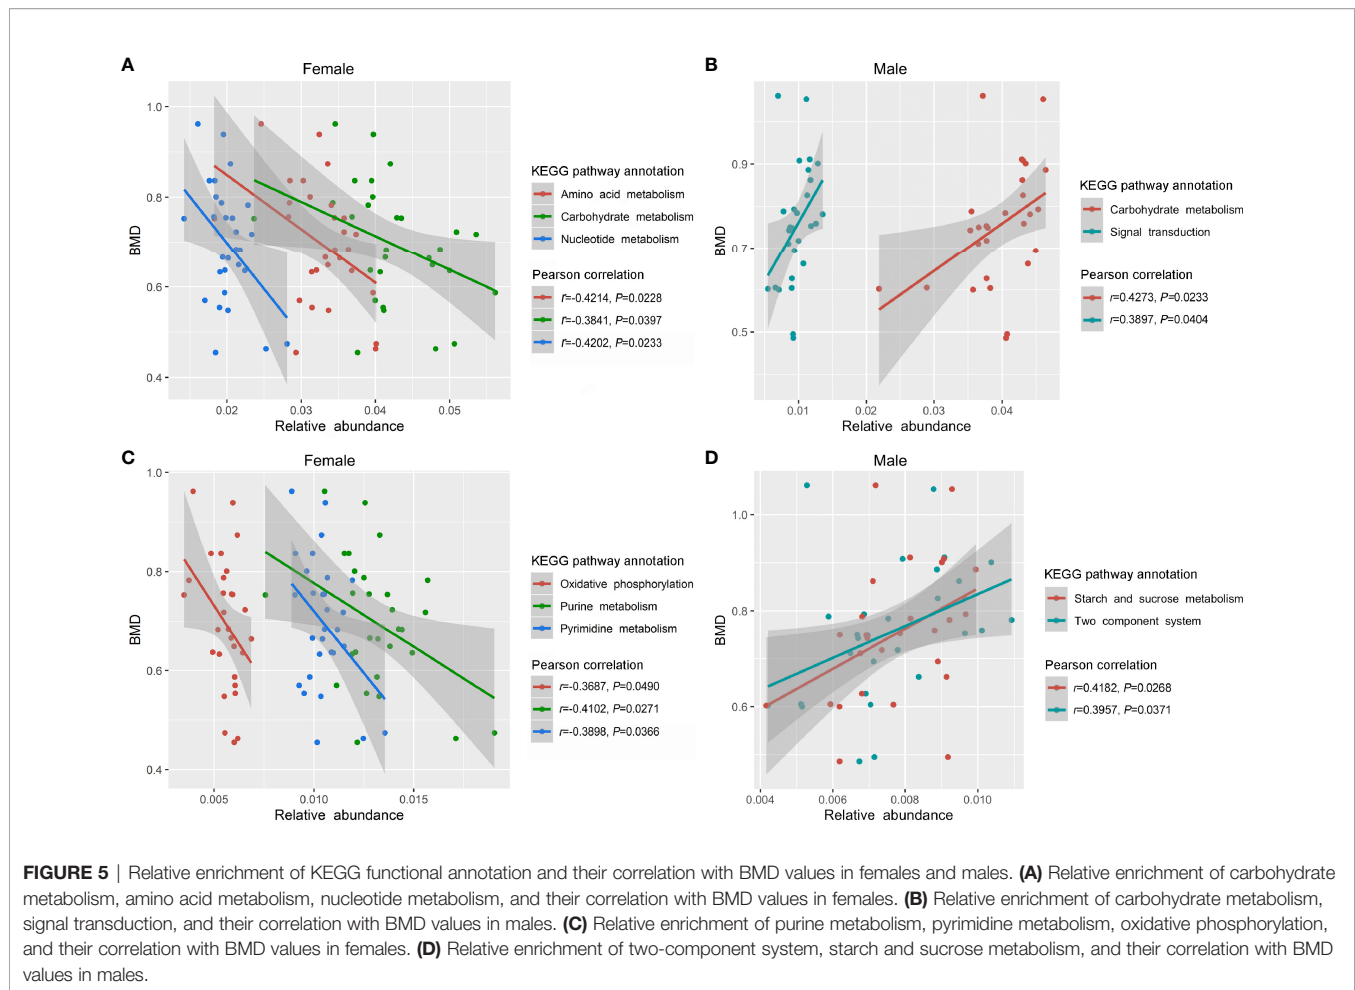 A
Female
BMD
1.0
0.8
0.6
0.4
0.02
0.03
0.04
0.05
Relative abundance
KEGG pathway annotation
Amino acid metabolism
Carbohydrate metabolism
Nucleotide metabolism
Pearson correlation
r=-0.4214, P=0.0228
r=-0.3841, P=0.0397
r=-0.4202, P=0.0233
B
Male
BMD
0.9
0.7
0.5
0.01
0.02
0.03
0.04
Relative abundance
KEGG pathway annotation
Carbohydrate metabolism
Signal transduction
Pearson correlation
r=0.4273, P=0.0233
r=0.3897, P=0.0404
C
Female
BMD
1.0
0.8
0.6
0.4
0.005
0.010
0.015
Relative abundance
KEGG pathway annotation
Oxidative phosphorylation
Purine metabolism
Pyrimidine metabolism
Pearson correlation
r=-0.3687, P=0.0490
r=-0.4102, P=0.0271
r=-0.3898, P=0.0366
D
Male
BMD
1.0
0.8
0.6
0.004
0.006
0.008
0.010
Relative abundance
KEGG pathway annotation
Starch and sucrose metabolism
Two component system
Pearson correlation
r=0.4182, P=0.0268
r=0.3957, P=0.0371
FIGURE 5 | Relative enrichment of KEGG functional annotation and their correlation with BMD values in females and males. (A) Relative enrichment of carbohydrate
metabolism, amino acid metabolism, nucleotide metabolism, and their correlation with BMD values in females. (B) Relative enrichment of carbohydrate metabolism,
signal transduction, and their correlation with BMD values in males. (C) Relative enrichment of purine metabolism, pyrimidine metabolism, oxidative phosphorylation,
and their correlation with BMD values in females. (D) Relative enrichment of two-component system, starch and sucrose metabolism, and their correlation with BMD
values in males.